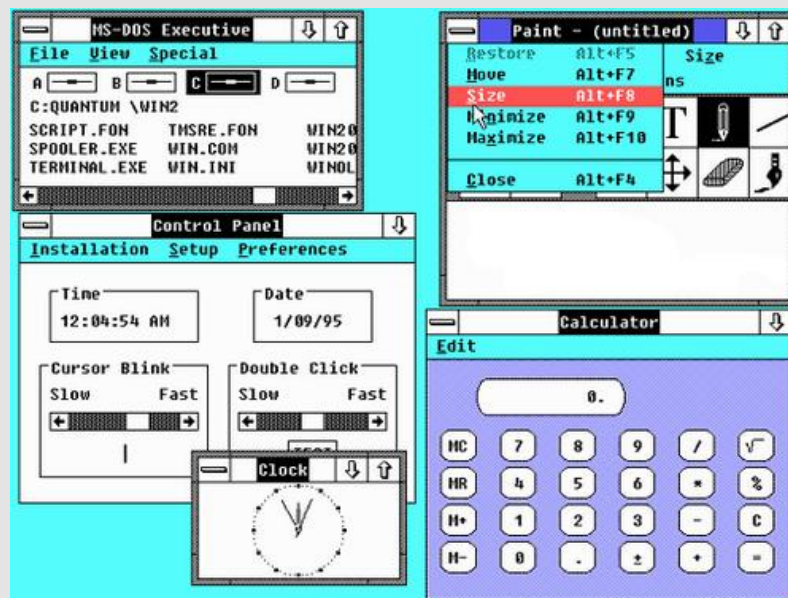 MS-DOS Executive
File View Special
A B C D
C:QUANTUM \WIN2
SCRIPT.FON TMSRE.FON WIN20
SPOOLER.EXE WIN.COM WIN20
TERMINAL.EXE WIN.INI WINOL
Paint - (untitled)
Restore Alt+F5
Move Alt+F7
Size Alt+F8
Minimize Alt+F9
Maximize Alt+F10
Close Alt+F4
Size
ns
T
Control Panel
Installation Setup Preferences
Time Date
12:04:54 AM 1/09/95
Cursor Blink Double Click
Slow Fast Slow Fast
Clock
Calculator
Edit
0.
MC 7 8 9 / √
MR 4 5 6 * %
M+ 1 2 3 - C
M- 0 . ± + =